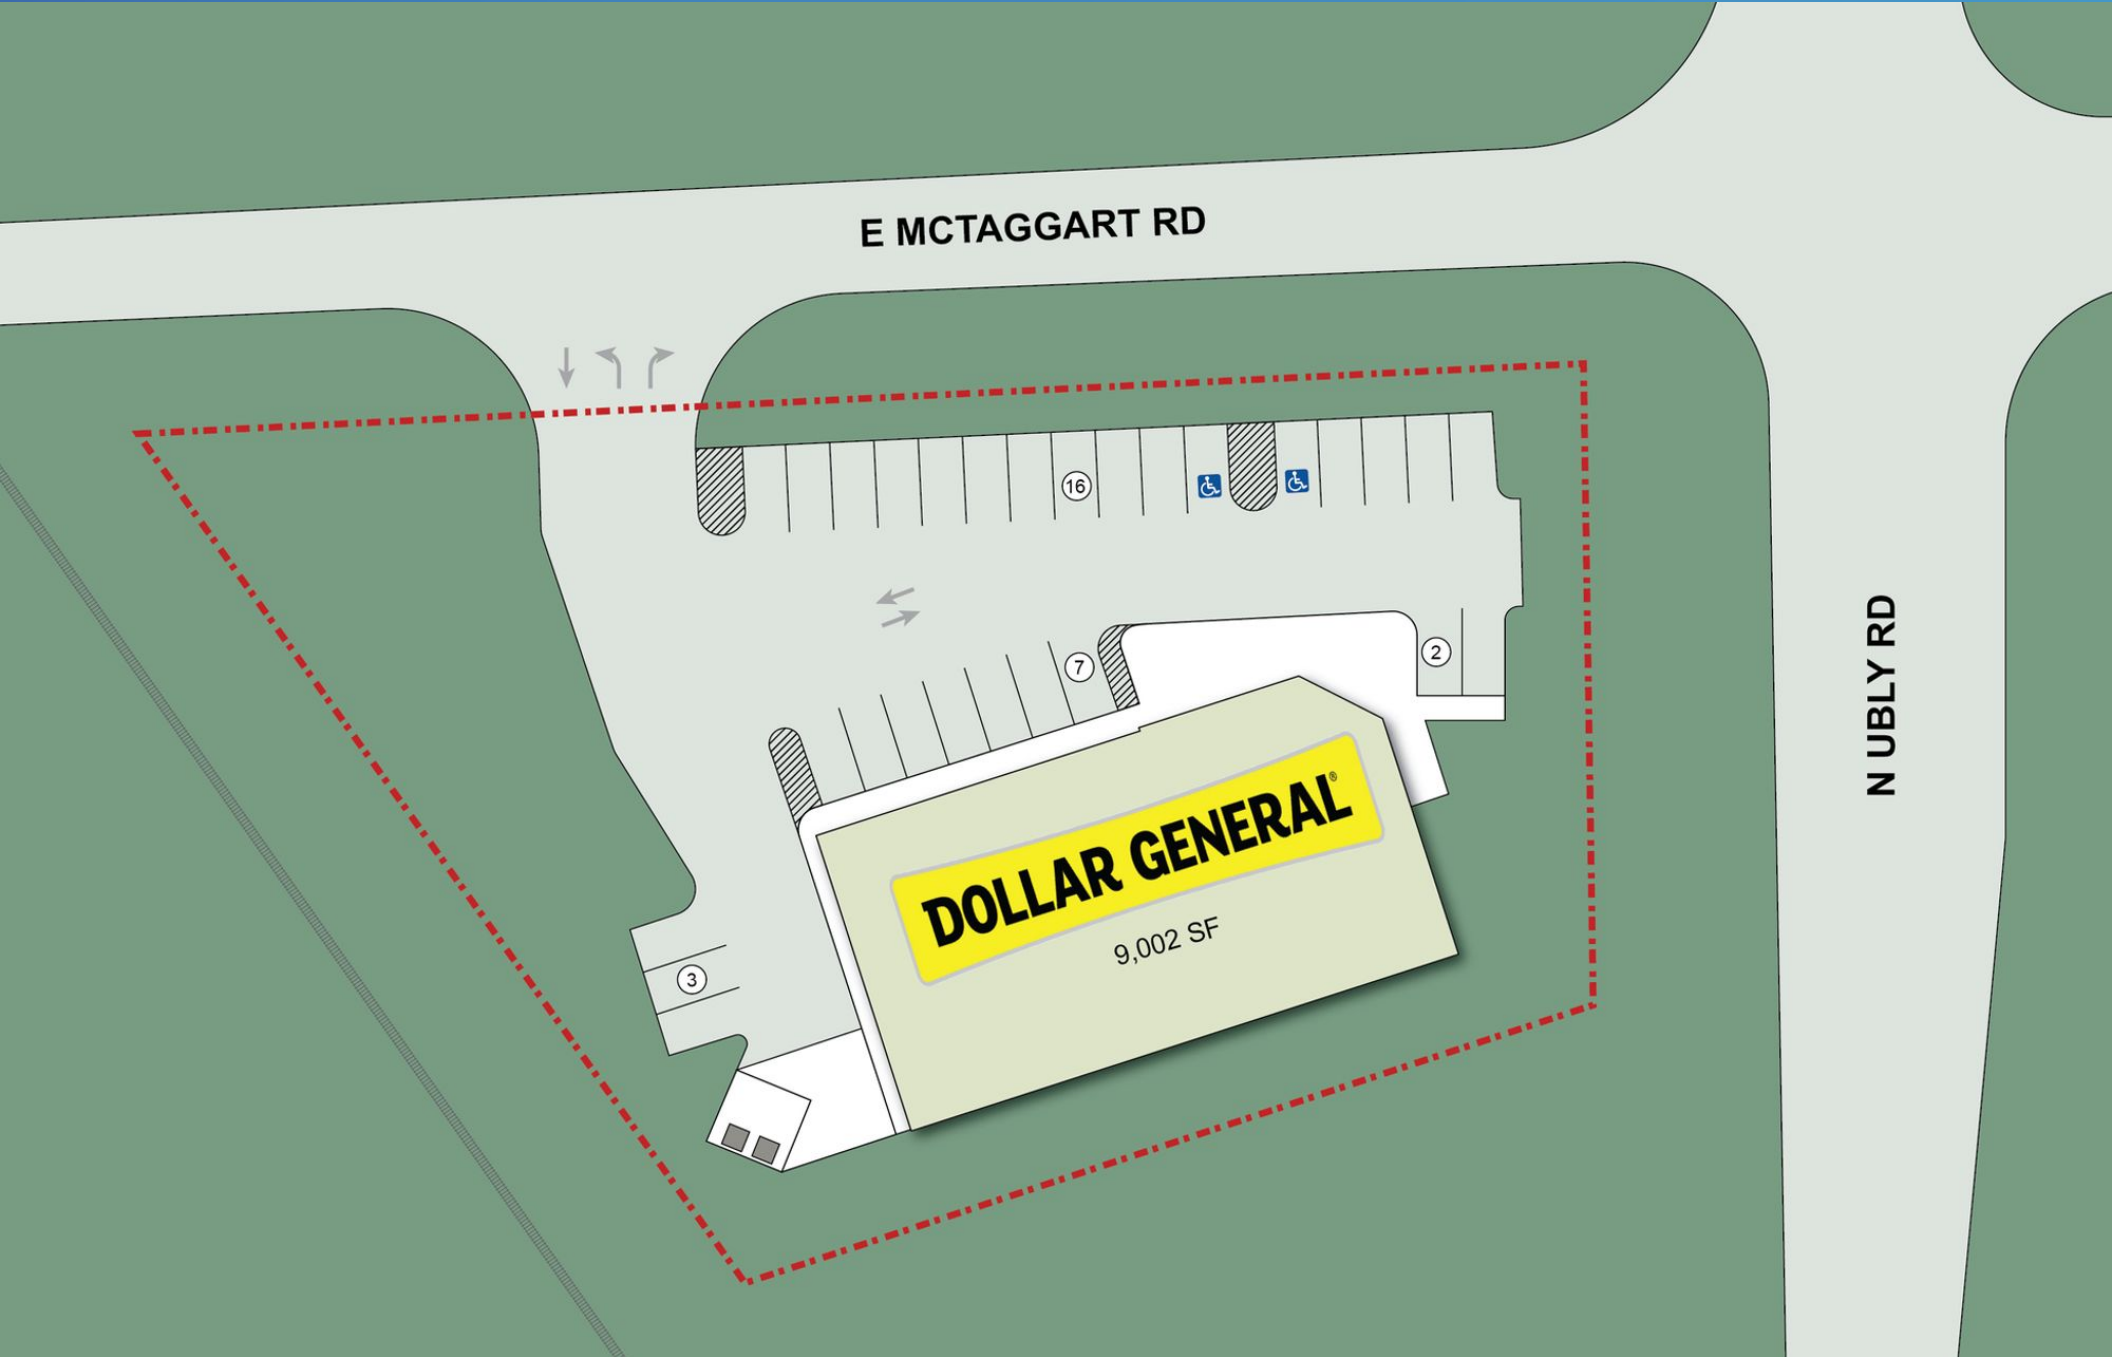 E MCTAGGART RD
16
7
2
N UBLY RD
DOLLAR GENERAL®
9,002 SF
3